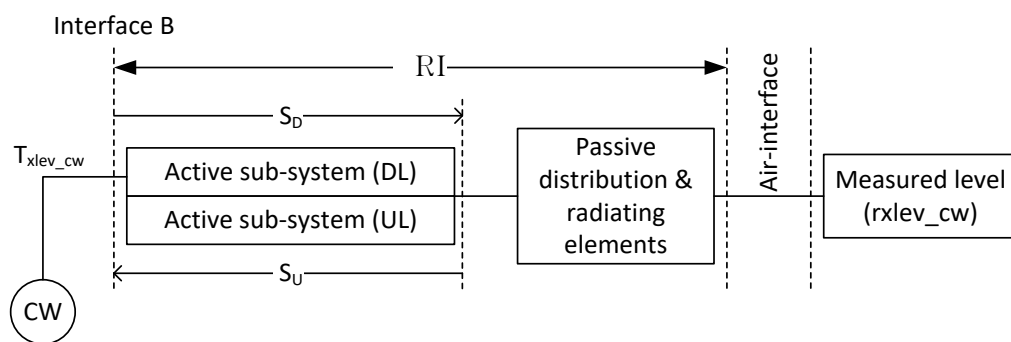 Interface B
RI
S_D
T_xlev_cw
Active sub-system (DL)
Active sub-system (UL)
S_U
CW
Passive
distribution &
radiating
elements
Air-interface
Measured level
(rxlev_cw)